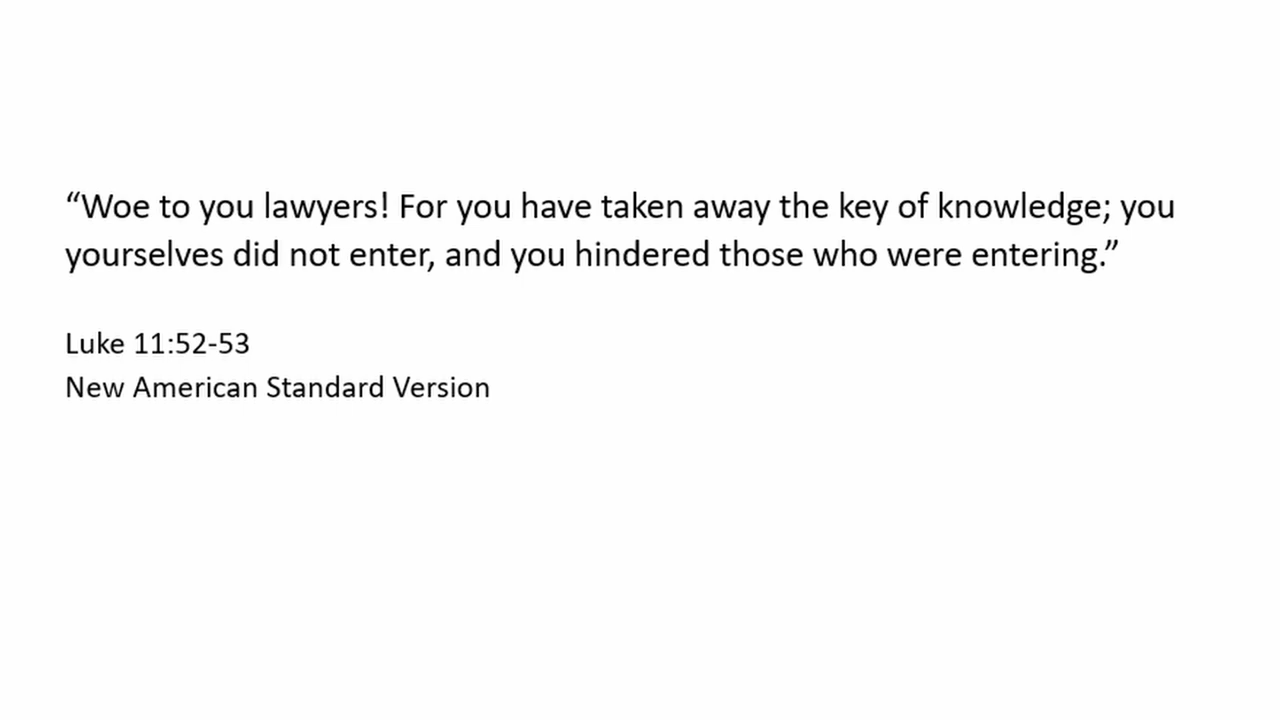 “Woe to you lawyers! For you have taken away the key of knowledge; you
yourselves did not enter, and you hindered those who were entering.”
Luke 11:52-53
New American Standard Version